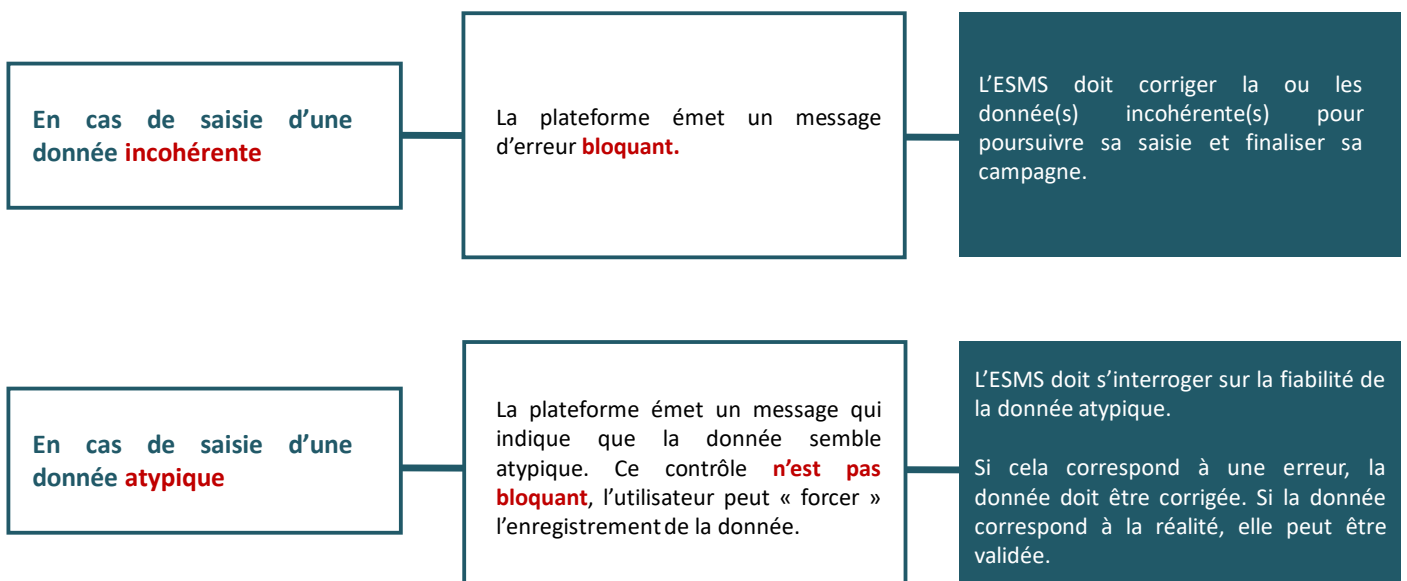 En cas de saisie d’une
donnée incohérente
La plateforme émet un message
d’erreur bloquant.
L’ESMS doit corriger la ou les
donnée(s) incohérente(s) pour
poursuivre sa saisie et finaliser sa
campagne.
En cas de saisie d’une
donnée atypique
La plateforme émet un message qui
indique que la donnée semble
atypique. Ce contrôle n’est pas
bloquant, l’utilisateur peut « forcer »
l’enregistrement de la donnée.
L’ESMS doit s’interroger sur la fiabilité de
la donnée atypique.
Si cela correspond à une erreur, la
donnée doit être corrigée. Si la donnée
correspond à la réalité, elle peut être
validée.